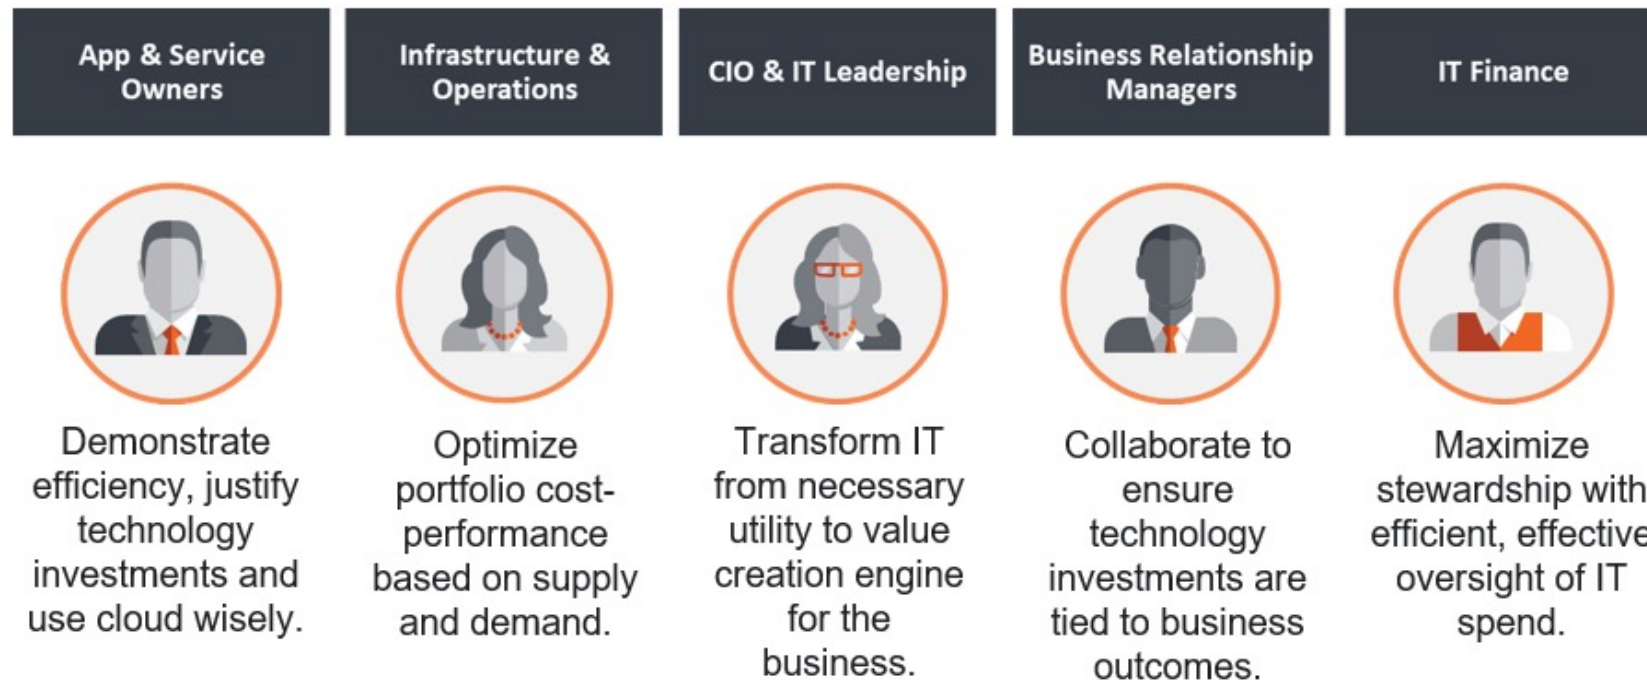 App & Service
Owners
Demonstrate
efficiency, justify
technology
investments and
use cloud wisely.
Infrastructure &
Operations
Optimize
portfolio cost-
performance
based on supply
and demand.
CIO & IT Leadership
Transform IT
from necessary
utility to value
creation engine
for the
business.
Business Relationship
Managers
Collaborate to
ensure
technology
investments are
tied to business
outcomes.
IT Finance
Maximize
stewardship with
efficient, effective
oversight of IT
spend.